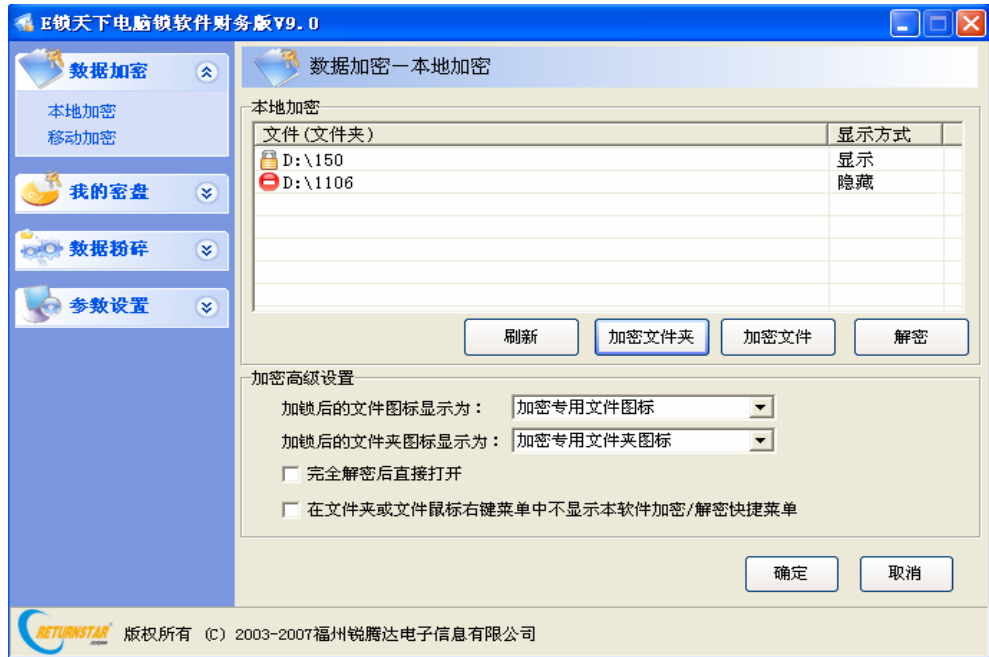 E锁天下电脑锁软件财务版V9.0
数据加密
本地加密
移动加密
我的密盘
数据粉碎
参数设置
数据加密—本地加密
本地加密
文件(文件夹) 显示方式
D:\150 显示
D:\1106 隐藏
刷新 加密文件夹 加密文件 解密
加密高级设置
加锁后的文件图标显示为： 加密专用文件图标
加锁后的文件夹图标显示为： 加密专用文件夹图标
完全解密后直接打开
在文件夹或文件鼠标右键菜单中不显示本软件加密/解密快捷菜单
确定 取消
RETURNSTAR .com 版权所有 (C) 2003-2007福州锐腾达电子信息有限公司